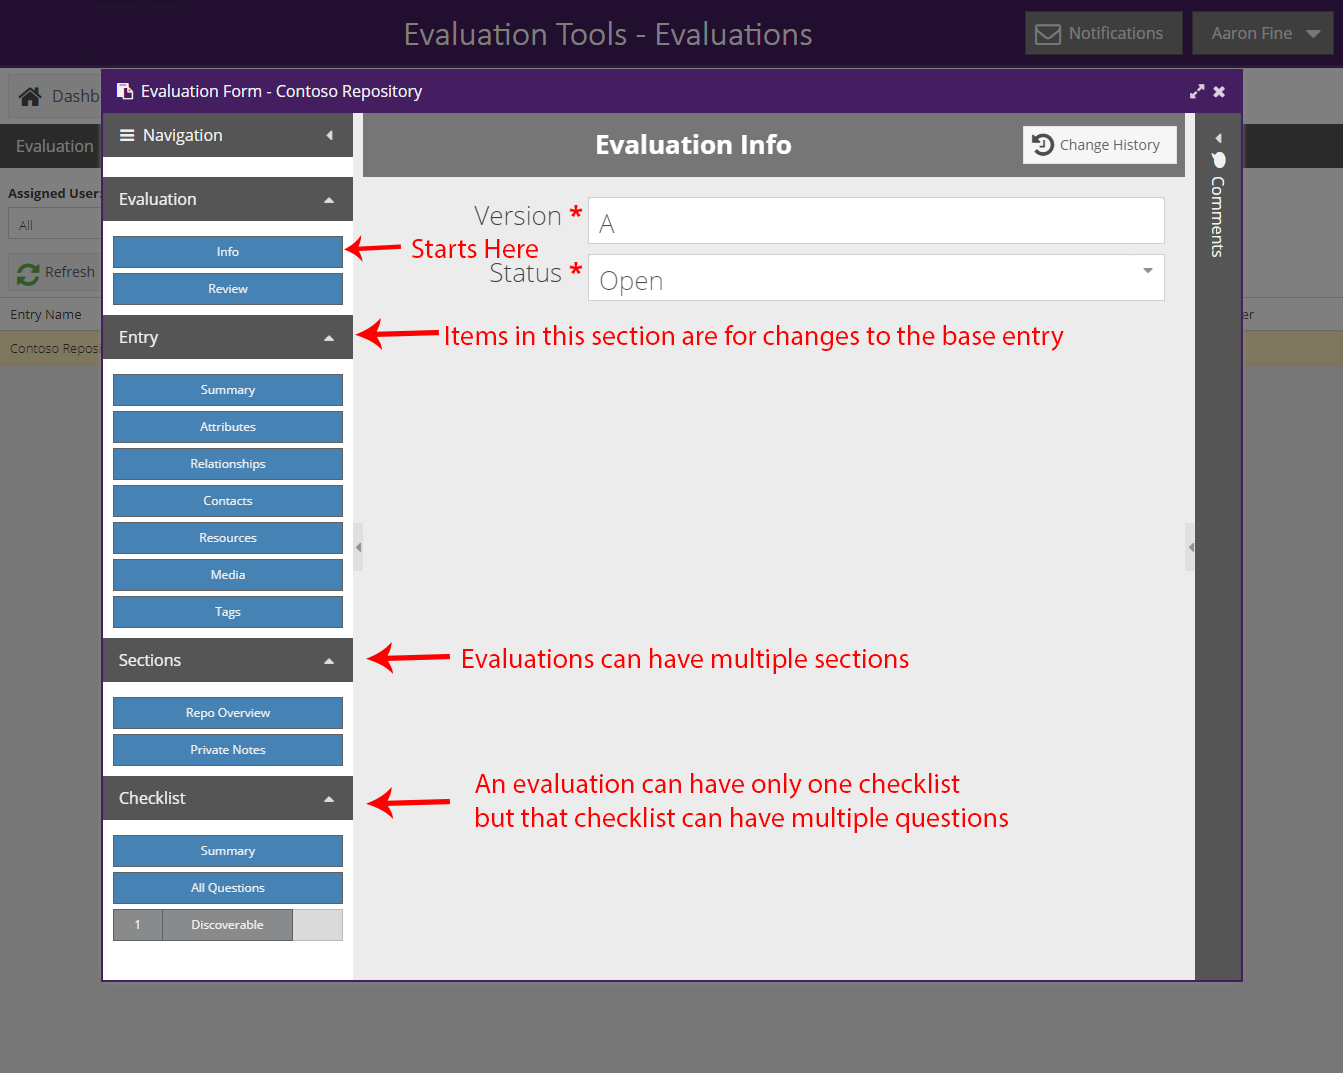 Evaluation Tools - Evaluations
Notifications
Aaron Fine
Dashb
Evaluation Form - Contoso Repository
Evaluation
Assigned User:
All
Refresh
Entry Name
er
Contoso Reposi
Navigation
Evaluation
Info
Review
Entry
Summary
Attributes
Relationships
Contacts
Resources
Media
Tags
Sections
Repo Overview
Private Notes
Checklist
Summary
All Questions
1 Discoverable
Evaluation Info
Change History
Version * A
Starts Here
Status * Open
Items in this section are for changes to the base entry
Evaluations can have multiple sections
An evaluation can have only one checklist
but that checklist can have multiple questions
Comments